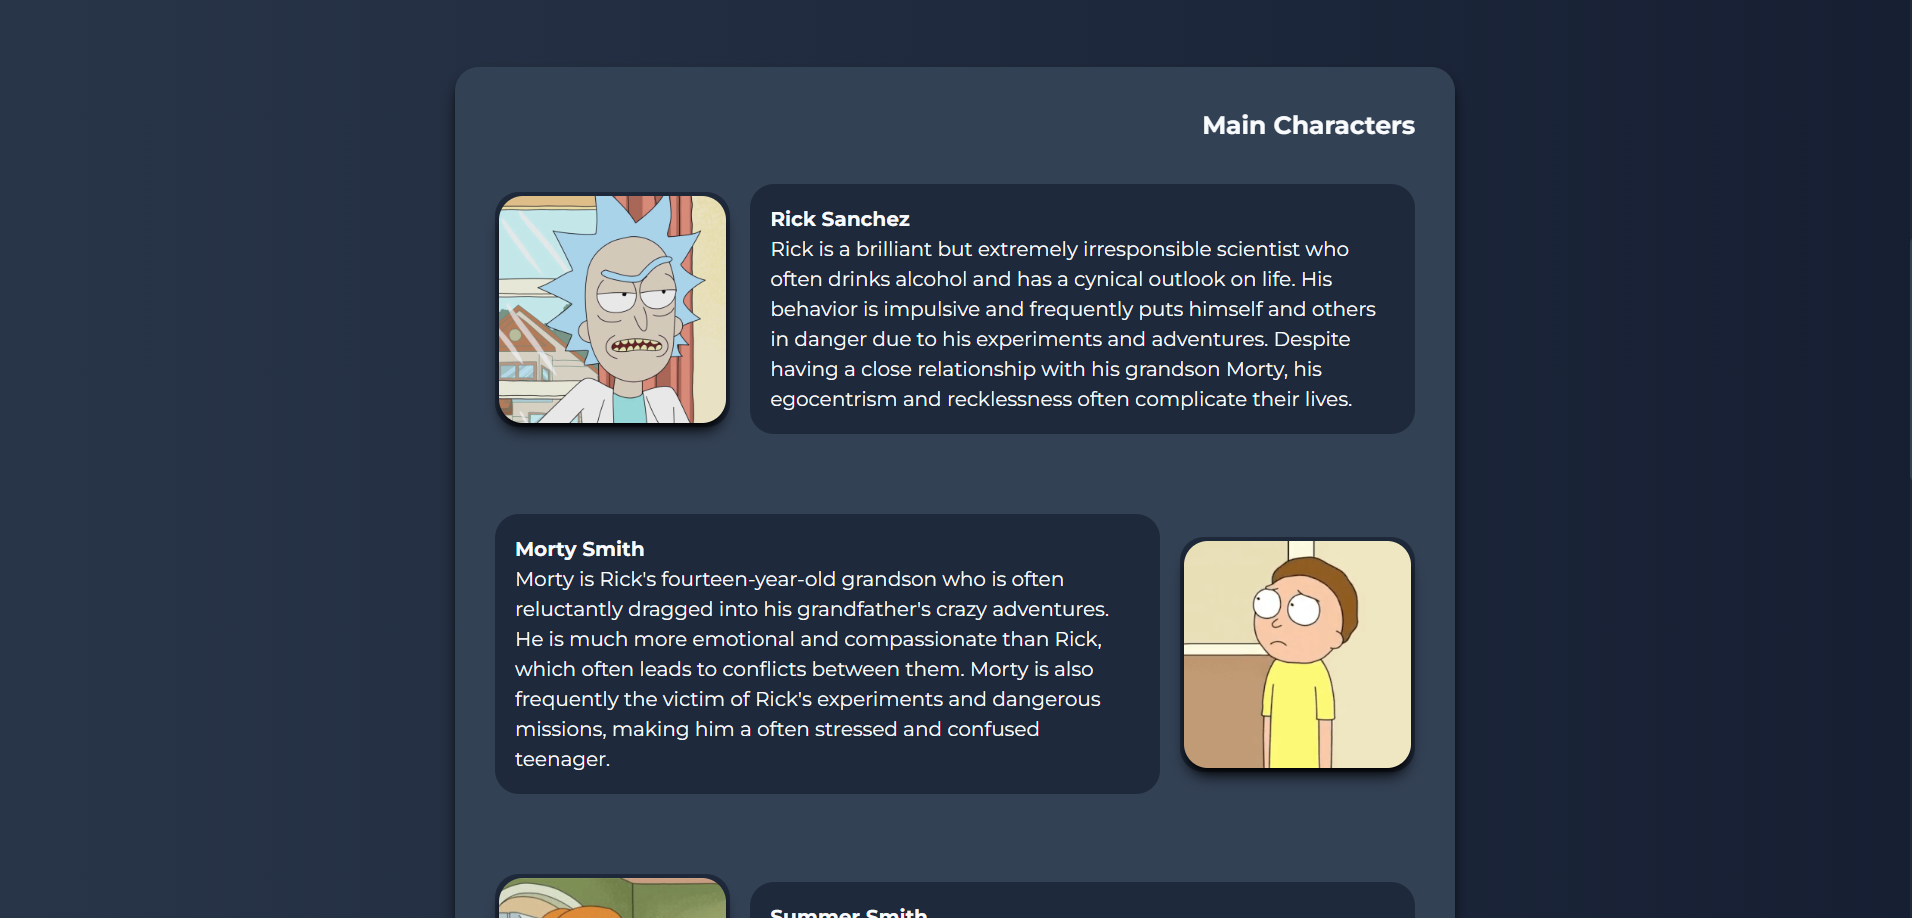 Main Characters
Rick Sanchez
Rick is a brilliant but extremely irresponsible scientist who
often drinks alcohol and has a cynical outlook on life. His
behavior is impulsive and frequently puts himself and others
in danger due to his experiments and adventures. Despite
having a close relationship with his grandson Morty, his
egocentrism and recklessness often complicate their lives.
Morty Smith
Morty is Rick's fourteen-year-old grandson who is often
reluctantly dragged into his grandfather's crazy adventures.
He is much more emotional and compassionate than Rick,
which often leads to conflicts between them. Morty is also
frequently the victim of Rick's experiments and dangerous
missions, making him a often stressed and confused
teenager.
Summer Smith